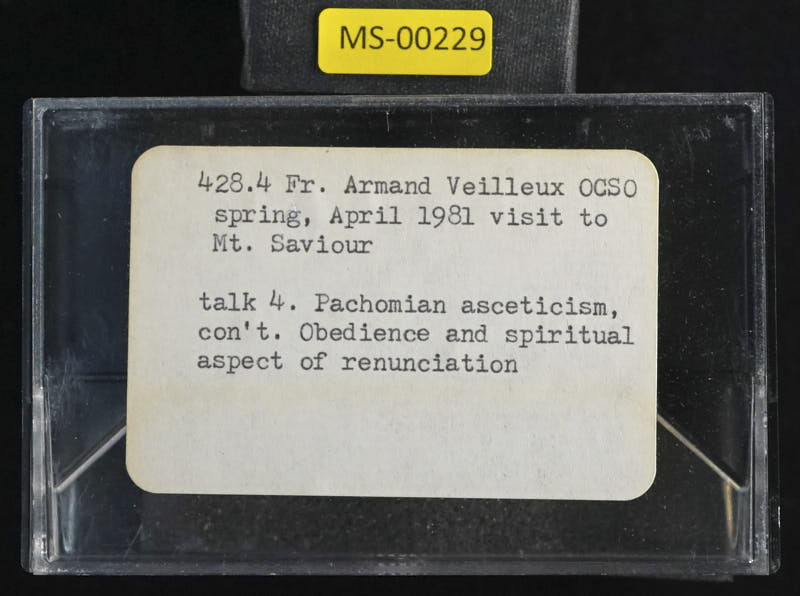 MS-00229
428.4 Fr. Armand Veilleux OCSO
spring, April 1981 visit to
Mt. Saviour
talk 4. Pachomian asceticism,
con't. Obedience and spiritual
aspect of renunciation